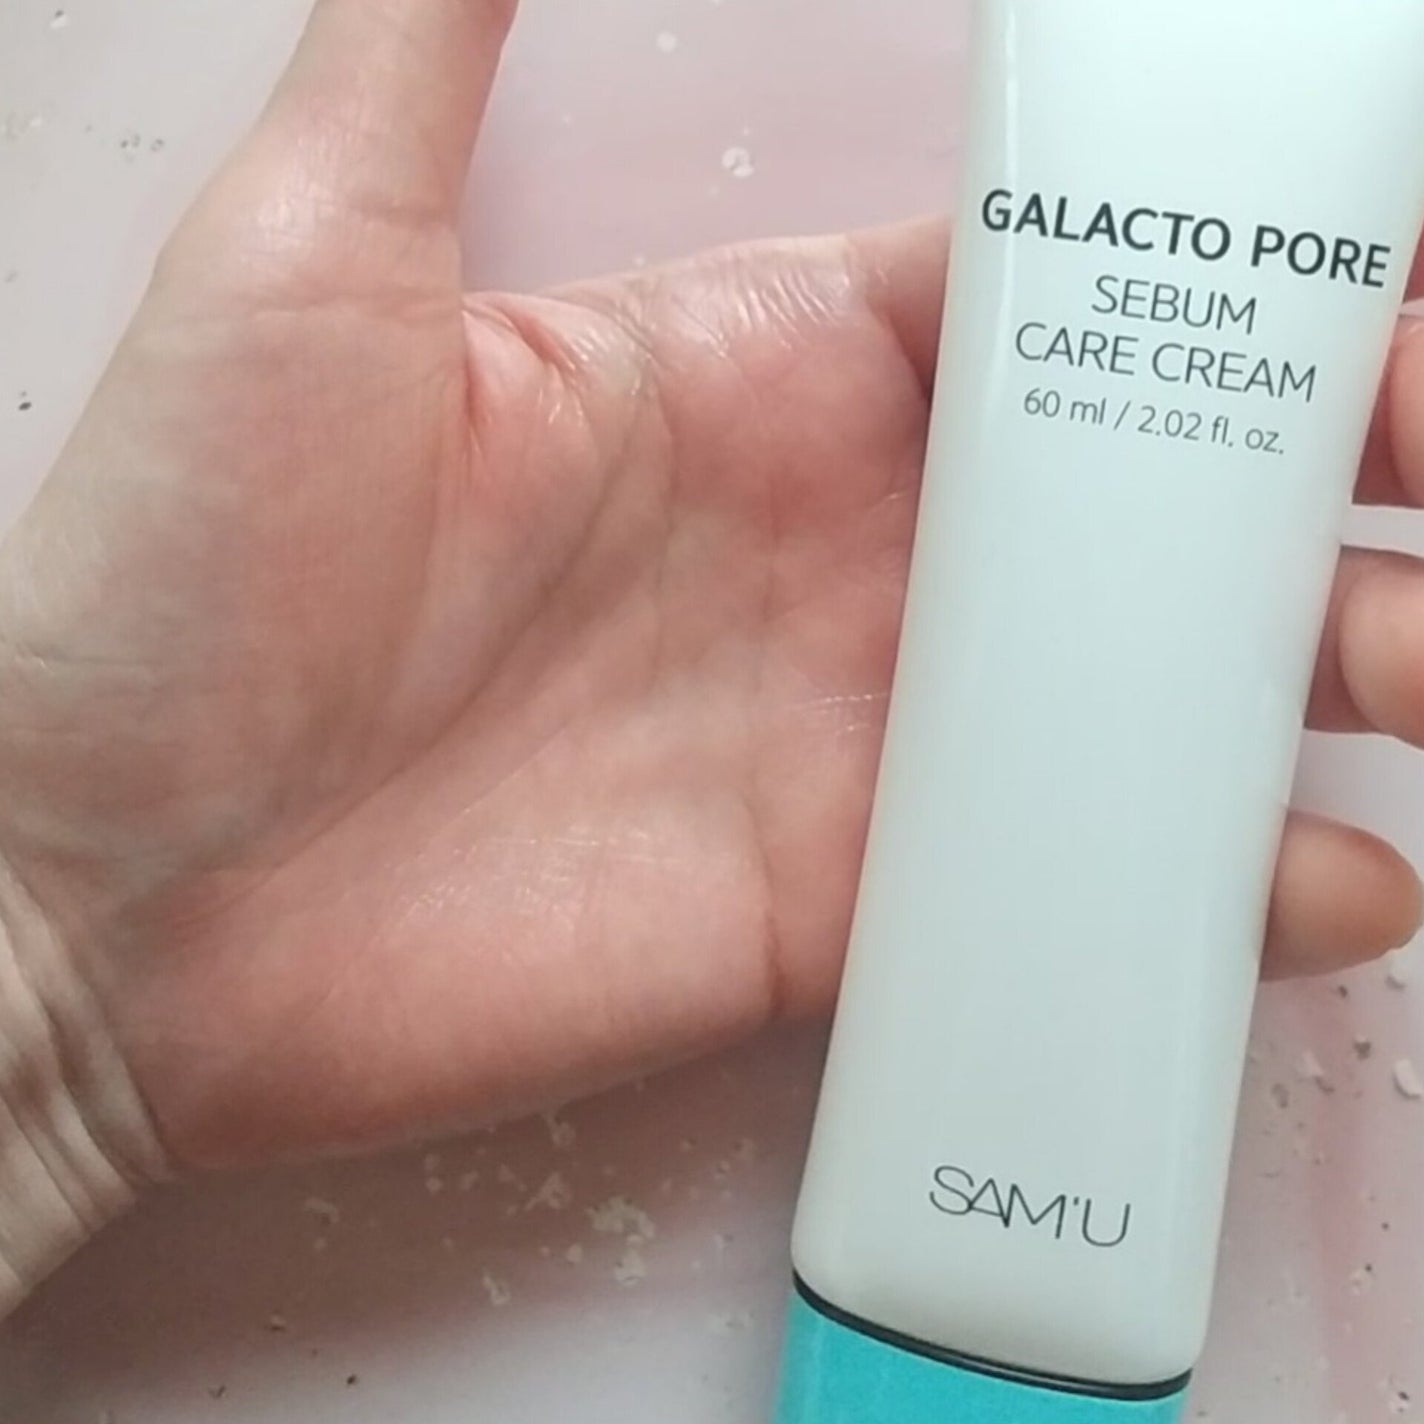 GALACTO PORE
SEBUM
CARE CREAM
60 ml / 2.02 fl. oz.
SAM'U